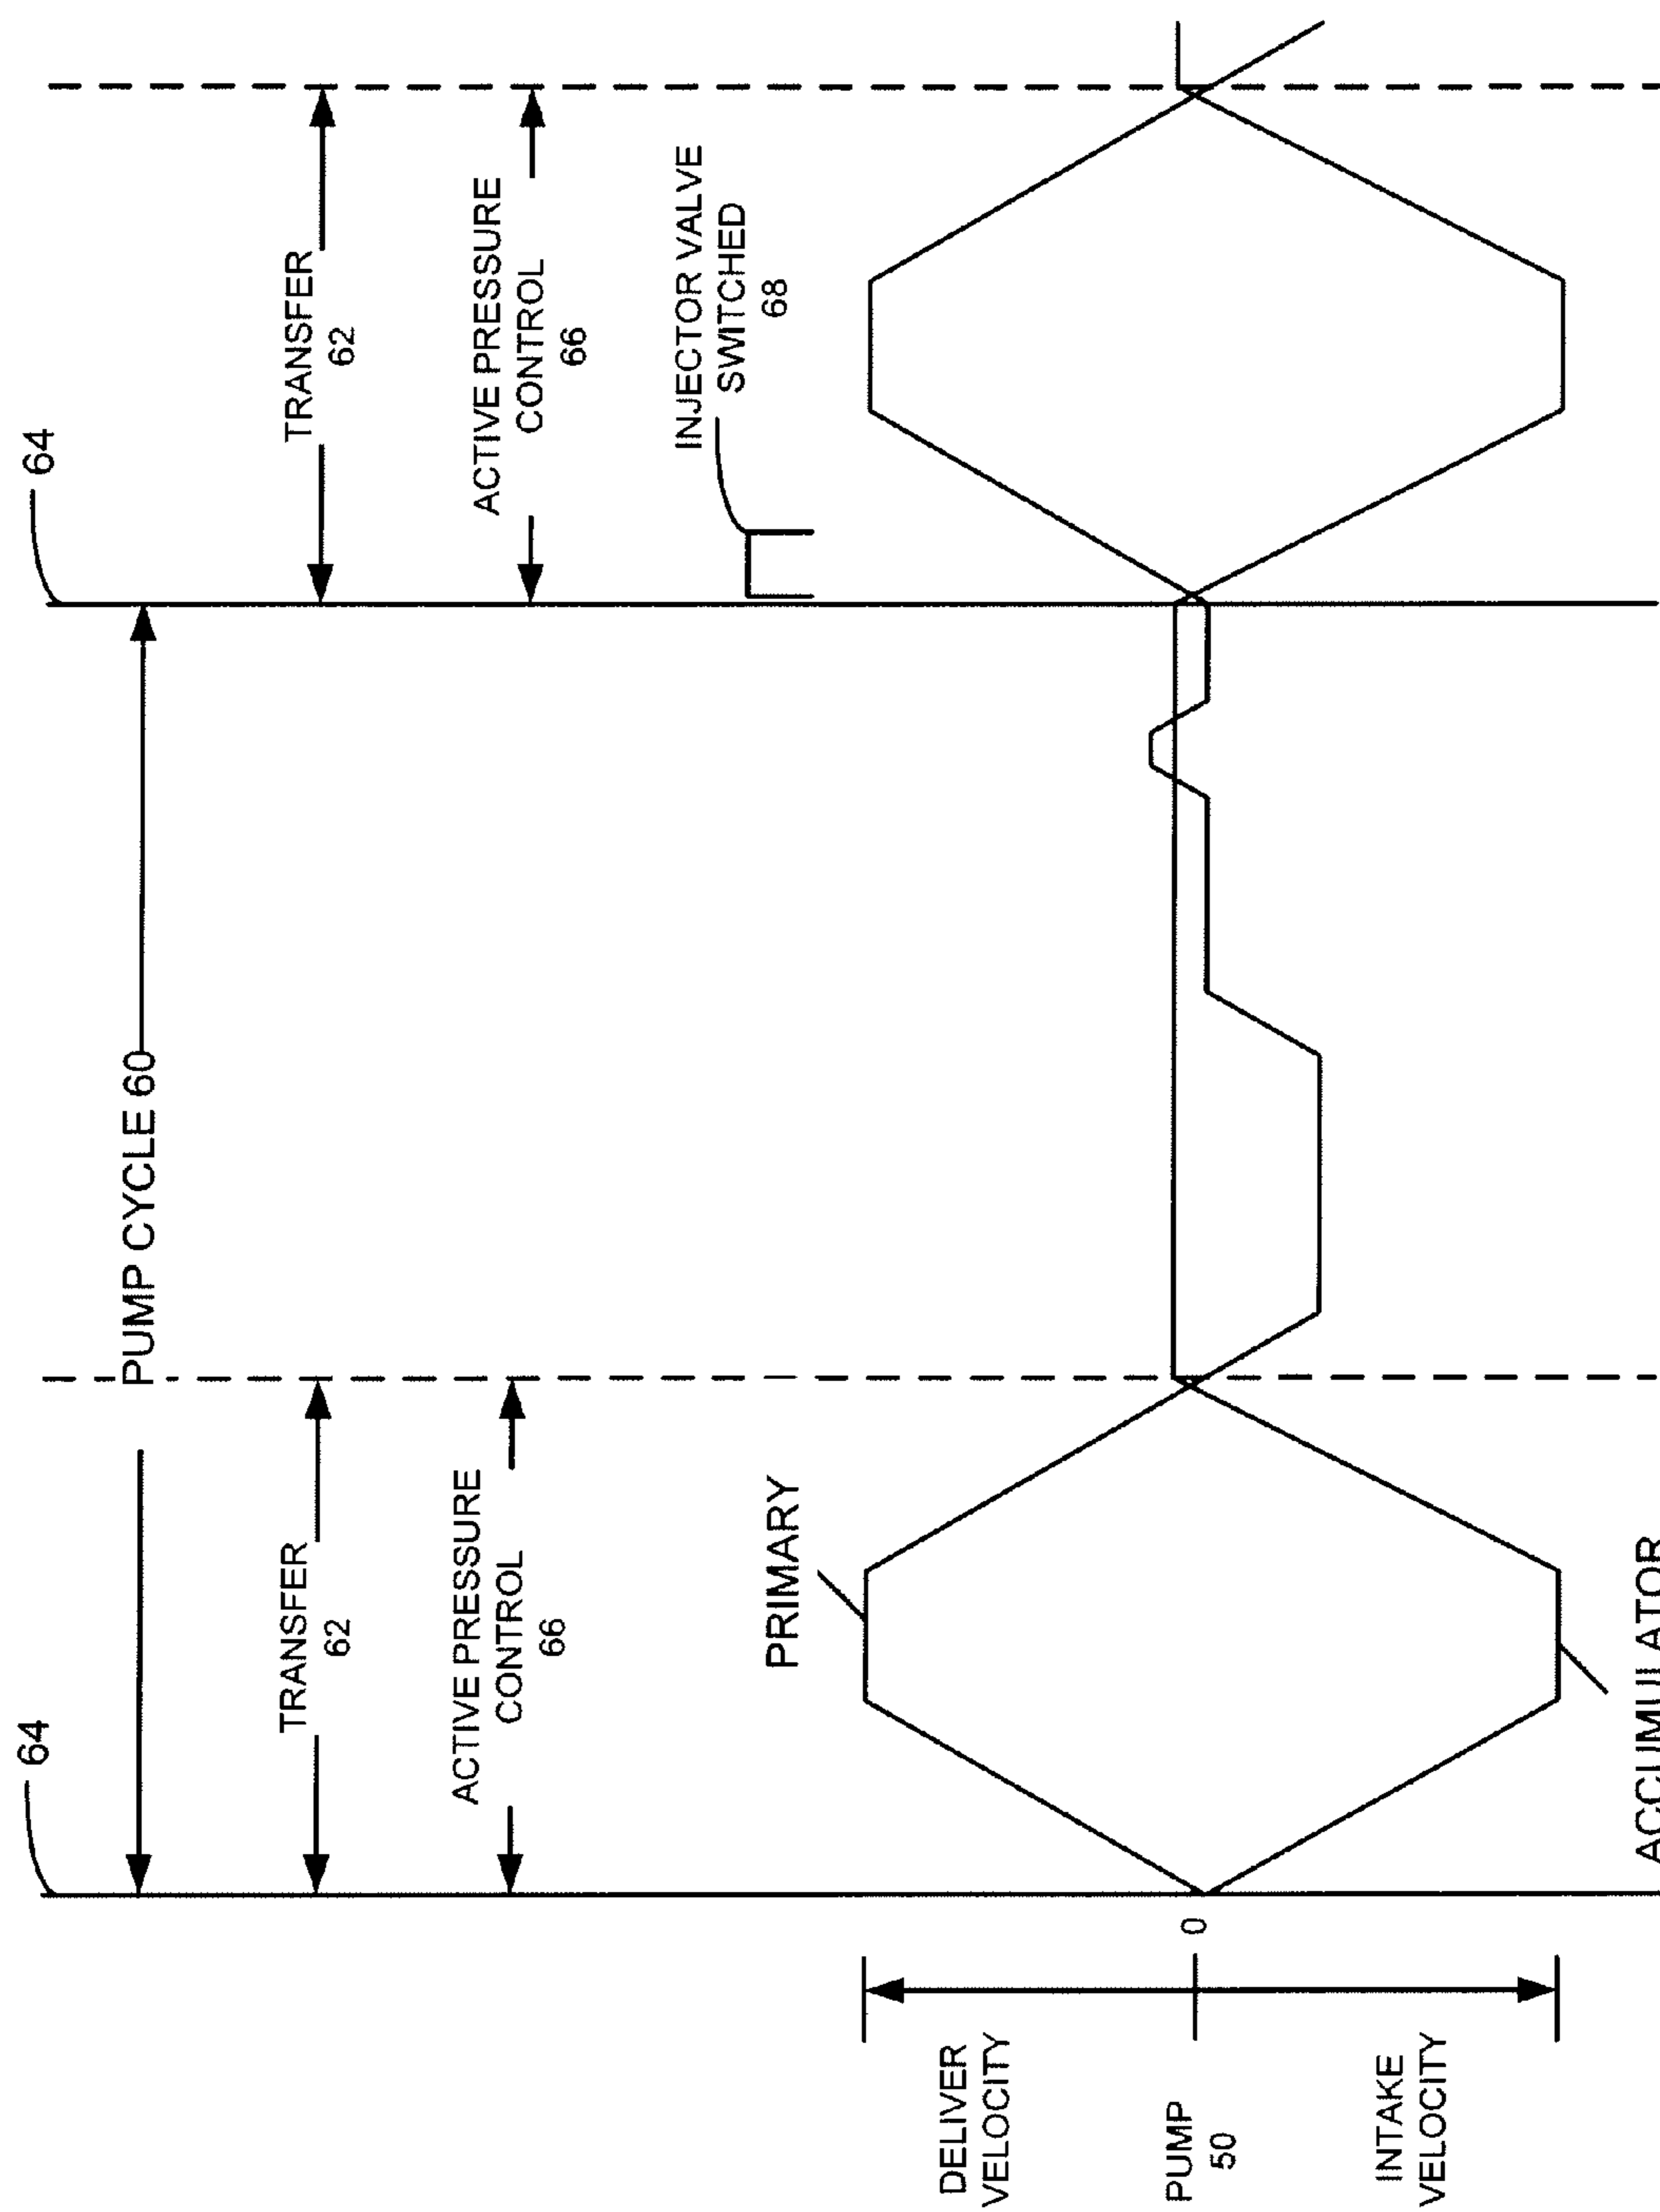 64
64
PUMP CYCLE 60
TRANSFER
62
TRANSFER
62
ACTIVE PRESSURE
CONTROL
66
ACTIVE PRESSURE
CONTROL
66
INJECTOR VALVE
SWITCHED
68
PRIMARY
DELIVER
VELOCITY
0
PUMP
50
INTAKE
VELOCITY
ACCUMULATOR